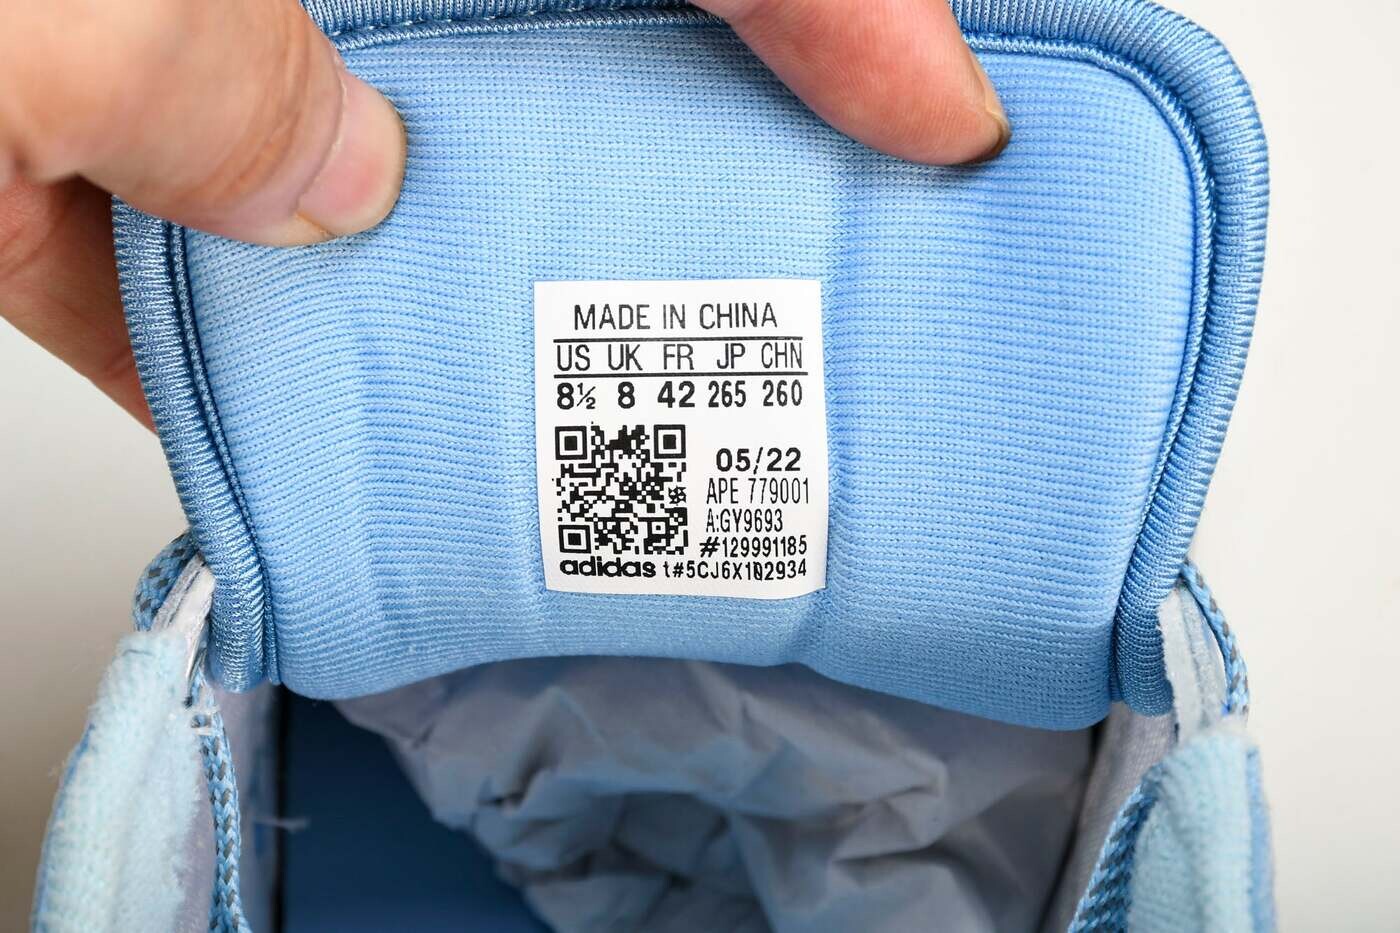 MADE IN CHINA
US UK FR JP CHN
8½ 8 42 265 260
05/22
APE 779001
A:GY9693
#129991185
adidas t#5CJ6X102934